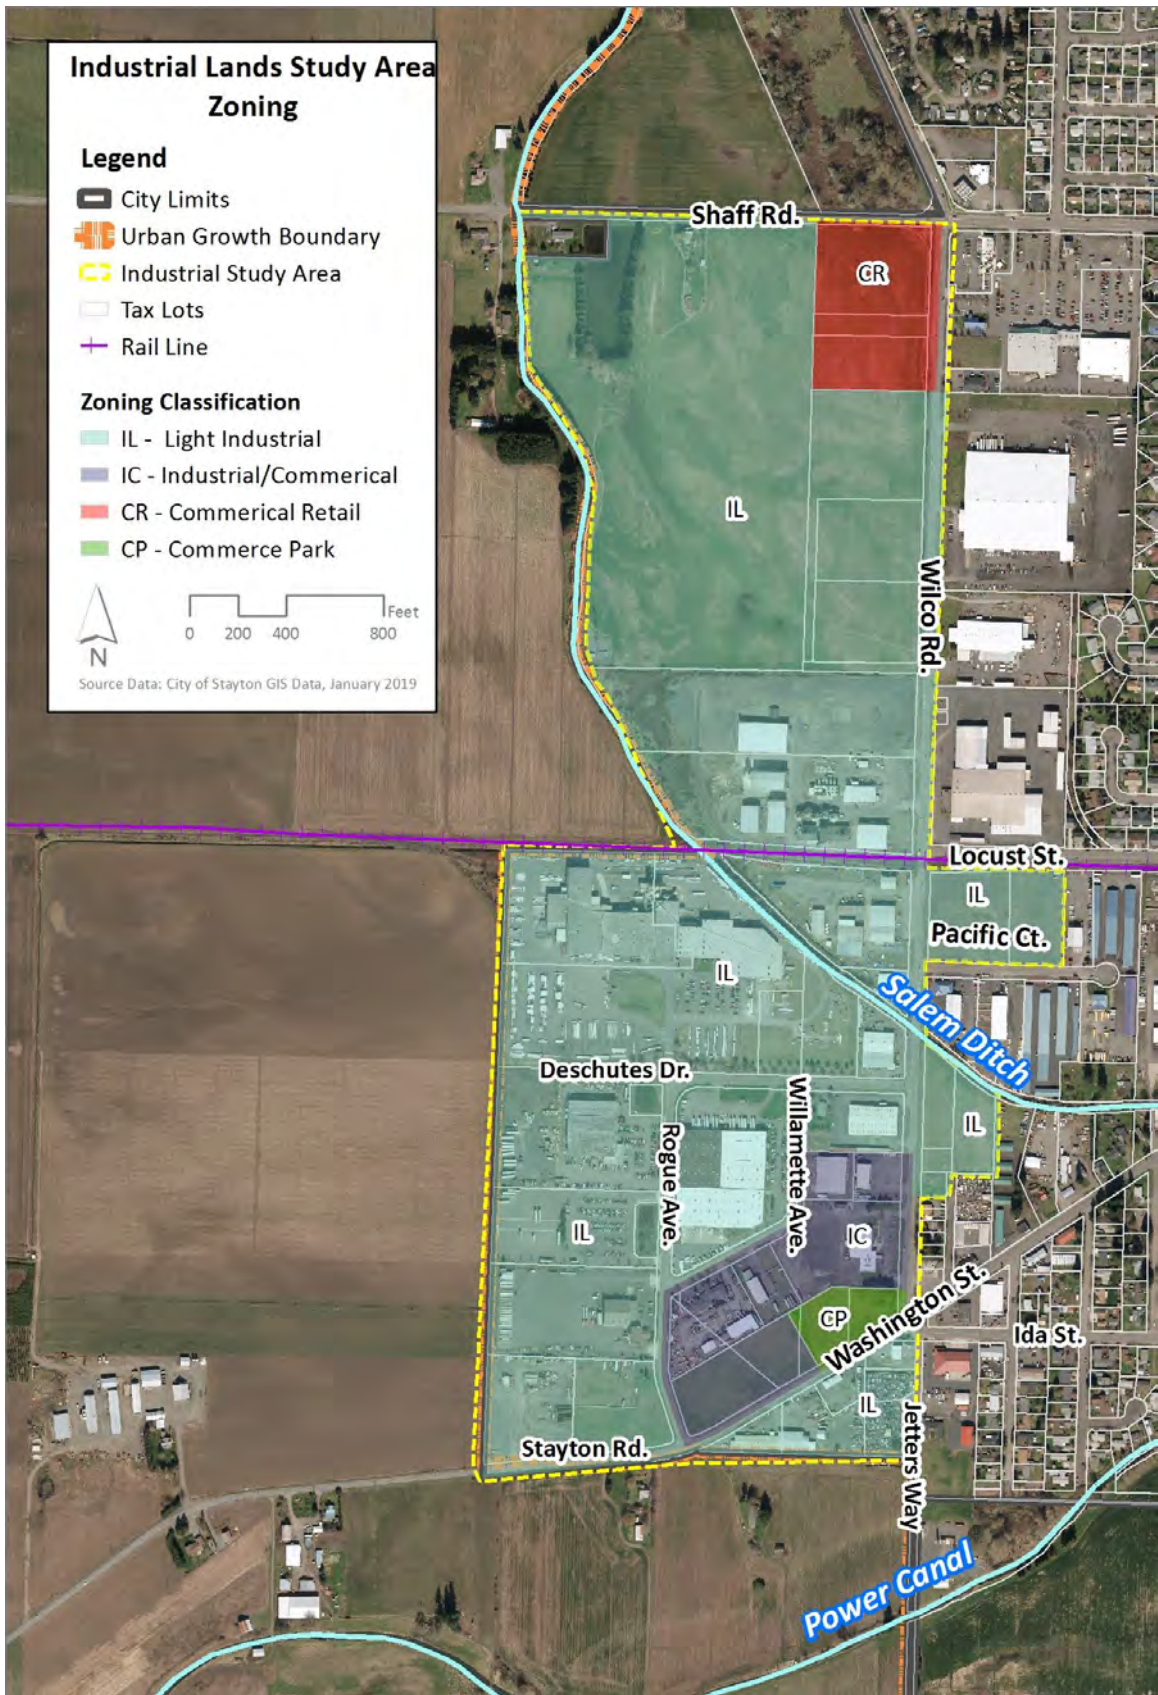 Industrial Lands Study Area
Zoning
Legend
City Limits
Urban Growth Boundary
Industrial Study Area
Tax Lots
Rail Line
Zoning Classification
IL - Light Industrial
IC - Industrial/Commerical
CR - Commerical Retail
CP - Commerce Park
N
Feet
0 200 400 800
Source Data: City of Stayton GIS Data, January 2019
Shaff Rd.
CR
IL
Wilco Rd.
Locust St.
IL
Pacific Ct.
IL
Salem Ditch
Deschutes Dr.
Willamette Ave.
Rogue Ave.
IL
IL
IC
Washington St.
CP
Ida St.
IL
Jetters Way
Stayton Rd.
Power Canal